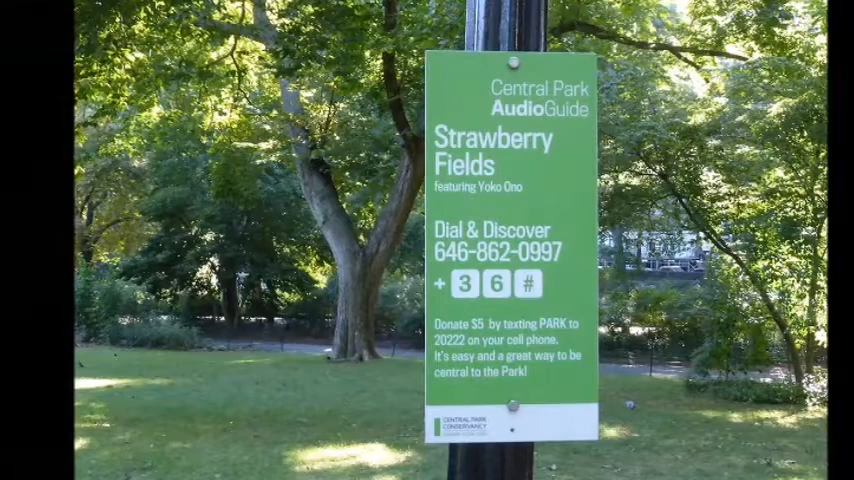 Central Park
AudioGuide
Strawberry
Fields
featuring Yoko Ono
Dial & Discover
646-862-0997
+ 3 6 #
Donate $5 by texting PARK to
20222 on your cell phone.
It's easy and a great way to be
central to the Park!
CENTRAL PARK
CONSERVANCY